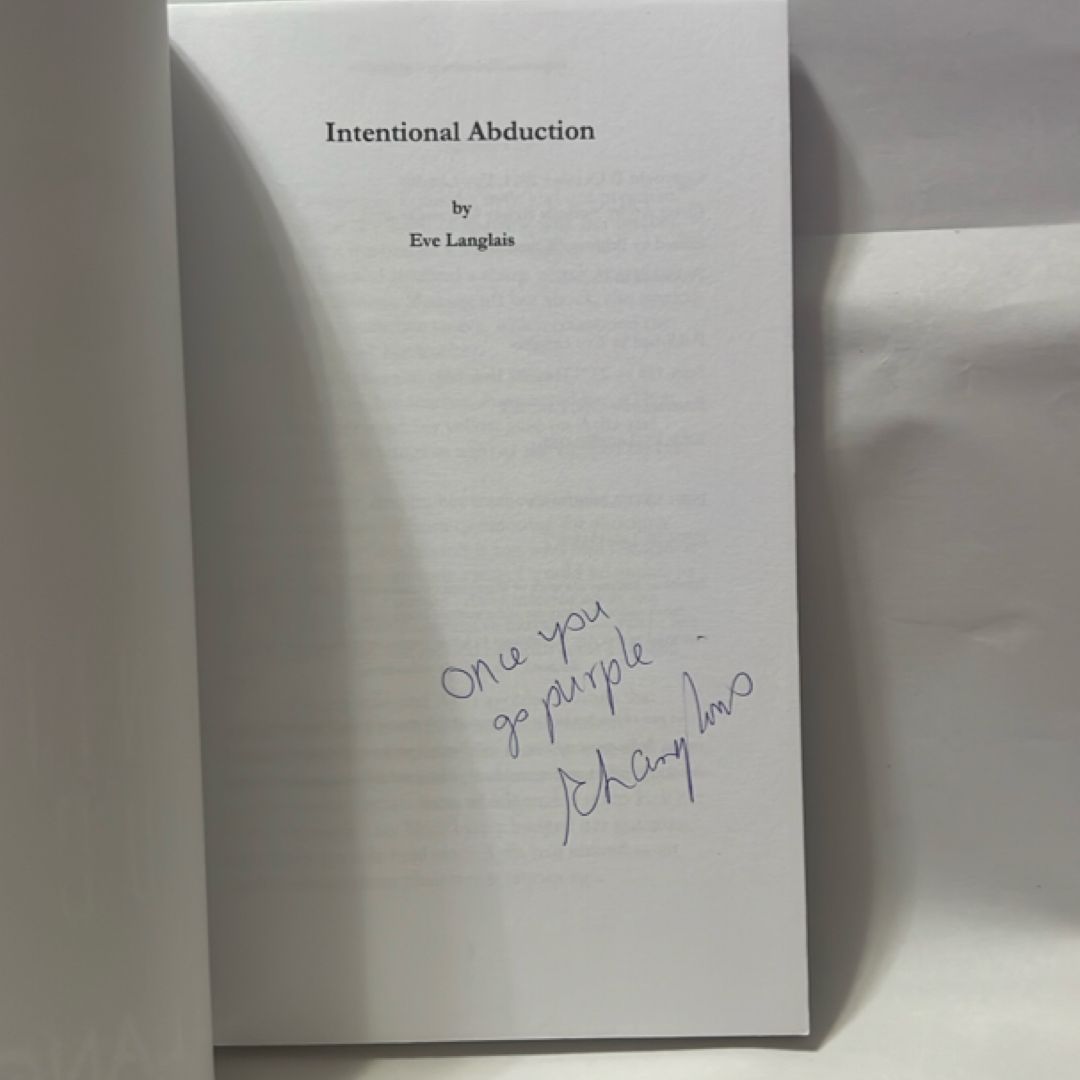 Intentional Abduction
by
Eve Langlais
Once you
go purple